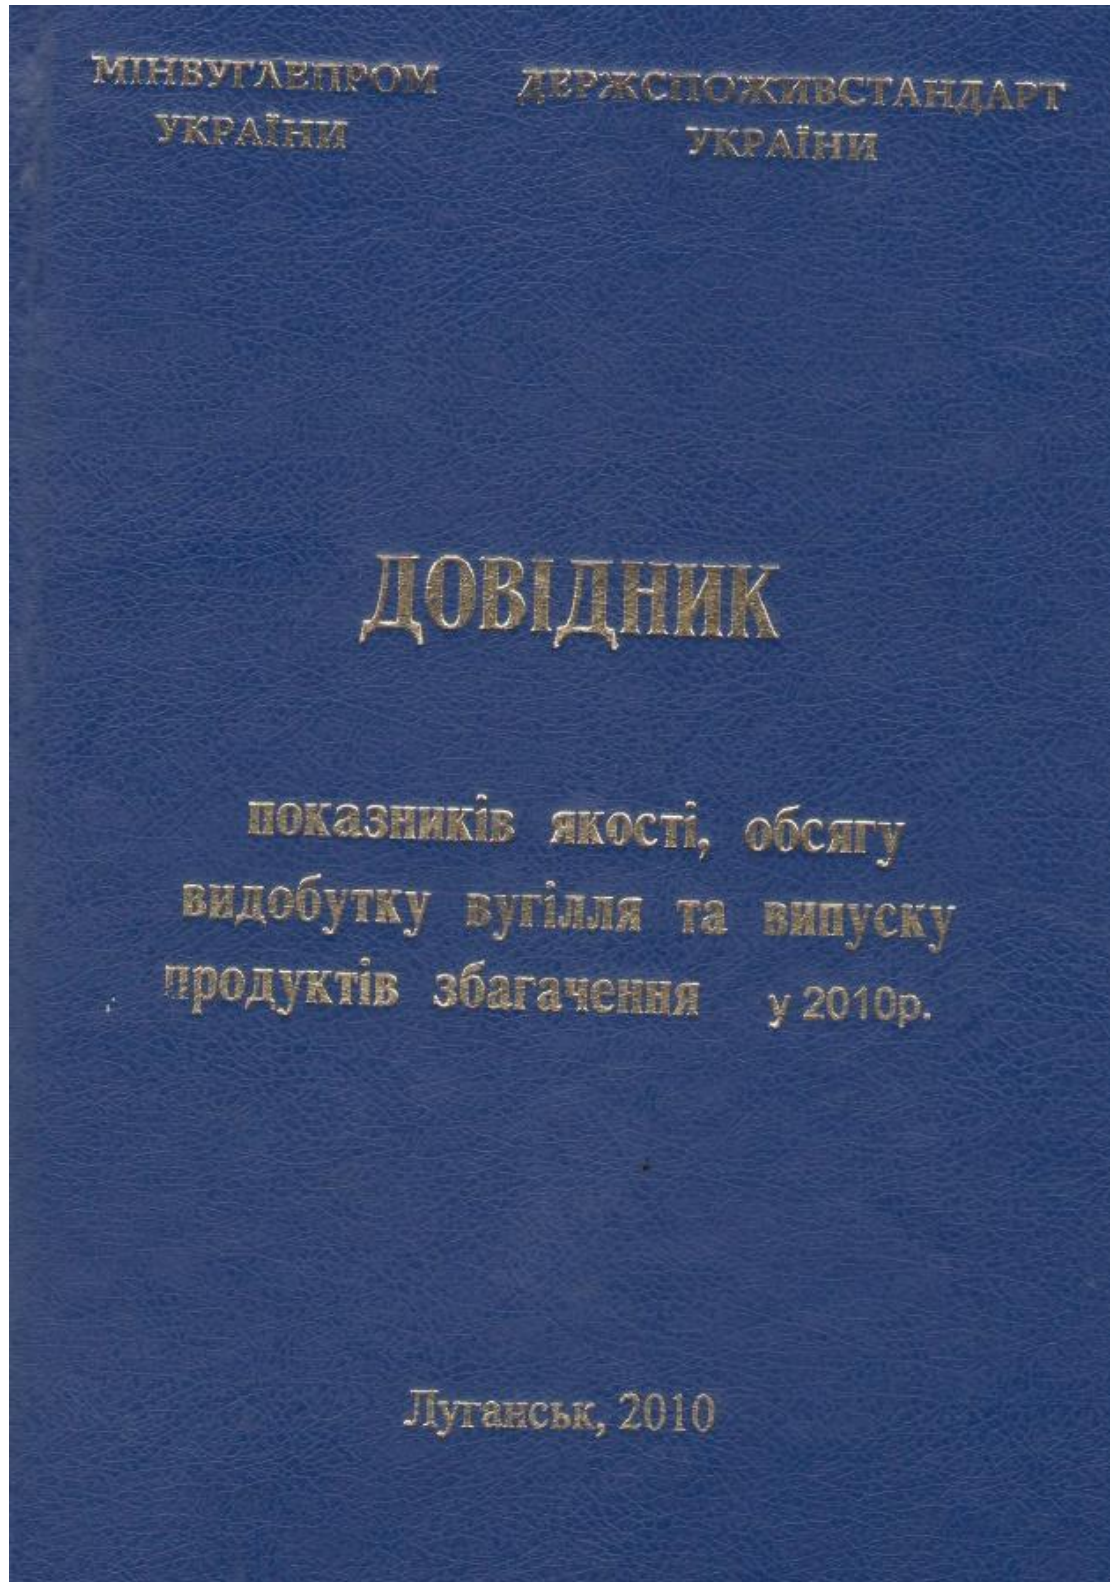 МІНВУГЛЕПРОМ
УКРАЇНИ
ДЕРЖСПОЖИВСТАНДАРТ
УКРАЇНИ
ДОВІДНИК
показників якості, обсягу
видобутку вугілля та випуску
продуктів збагачення у 2010р.
Луганськ, 2010